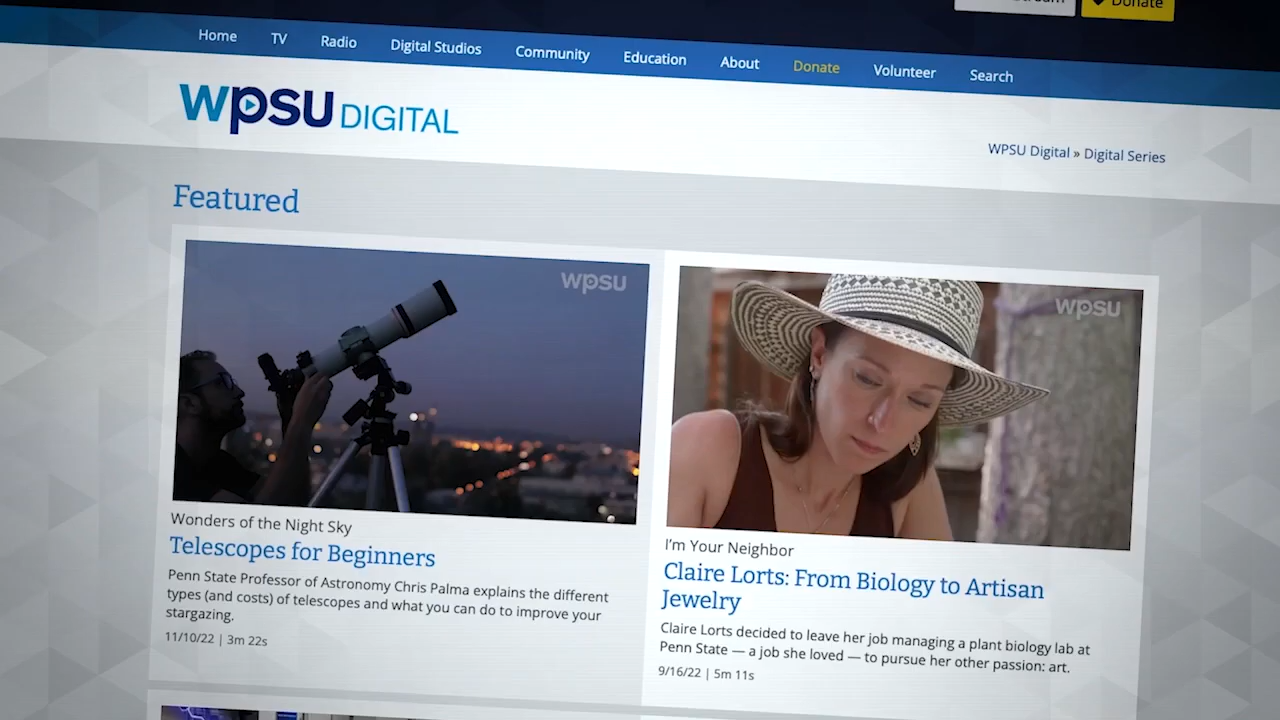 Donate
Home TV Radio Digital Studios Community Education About Donate Volunteer Search
wpsu DIGITAL
WPSU Digital » Digital Series
Featured
wpsu
wpsu
Wonders of the Night Sky
Telescopes for Beginners
Penn State Professor of Astronomy Chris Palma explains the different
types (and costs) of telescopes and what you can do to improve your
stargazing.
11/10/22 | 3m 22s
I'm Your Neighbor
Claire Lorts: From Biology to Artisan
Jewelry
Claire Lorts decided to leave her job managing a plant biology lab at
Penn State — a job she loved — to pursue her other passion: art.
9/16/22 | 5m 11s